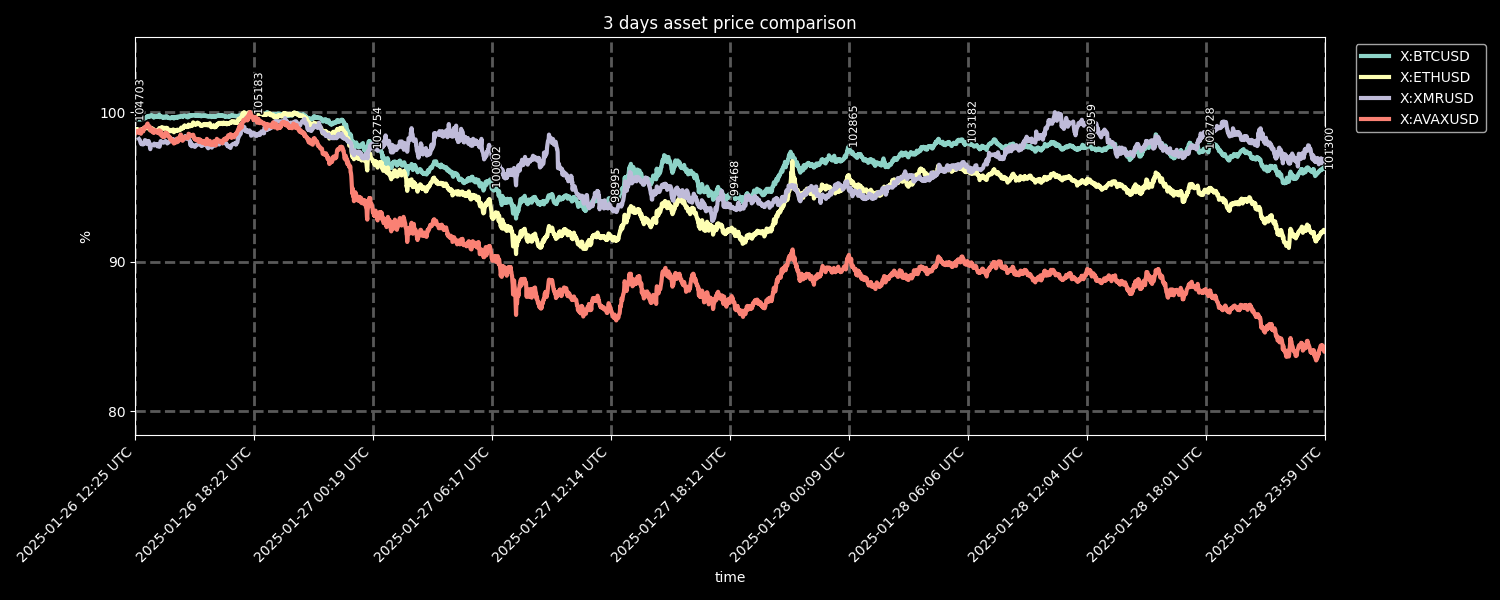 3 days asset price comparison
X:BTCUSD
X:ETHUSD
X:XMRUSD
X:AVAXUSD
104703
105183
102754
100002
98995
99468
102865
103182
102959
102728
101300
100
90
80
%
2025-01-26 12:25 UTC
2025-01-26 18:22 UTC
2025-01-27 00:19 UTC
2025-01-27 06:17 UTC
2025-01-27 12:14 UTC
2025-01-27 18:12 UTC
2025-01-28 00:09 UTC
2025-01-28 06:06 UTC
2025-01-28 12:04 UTC
2025-01-28 18:01 UTC
2025-01-28 23:59 UTC
time